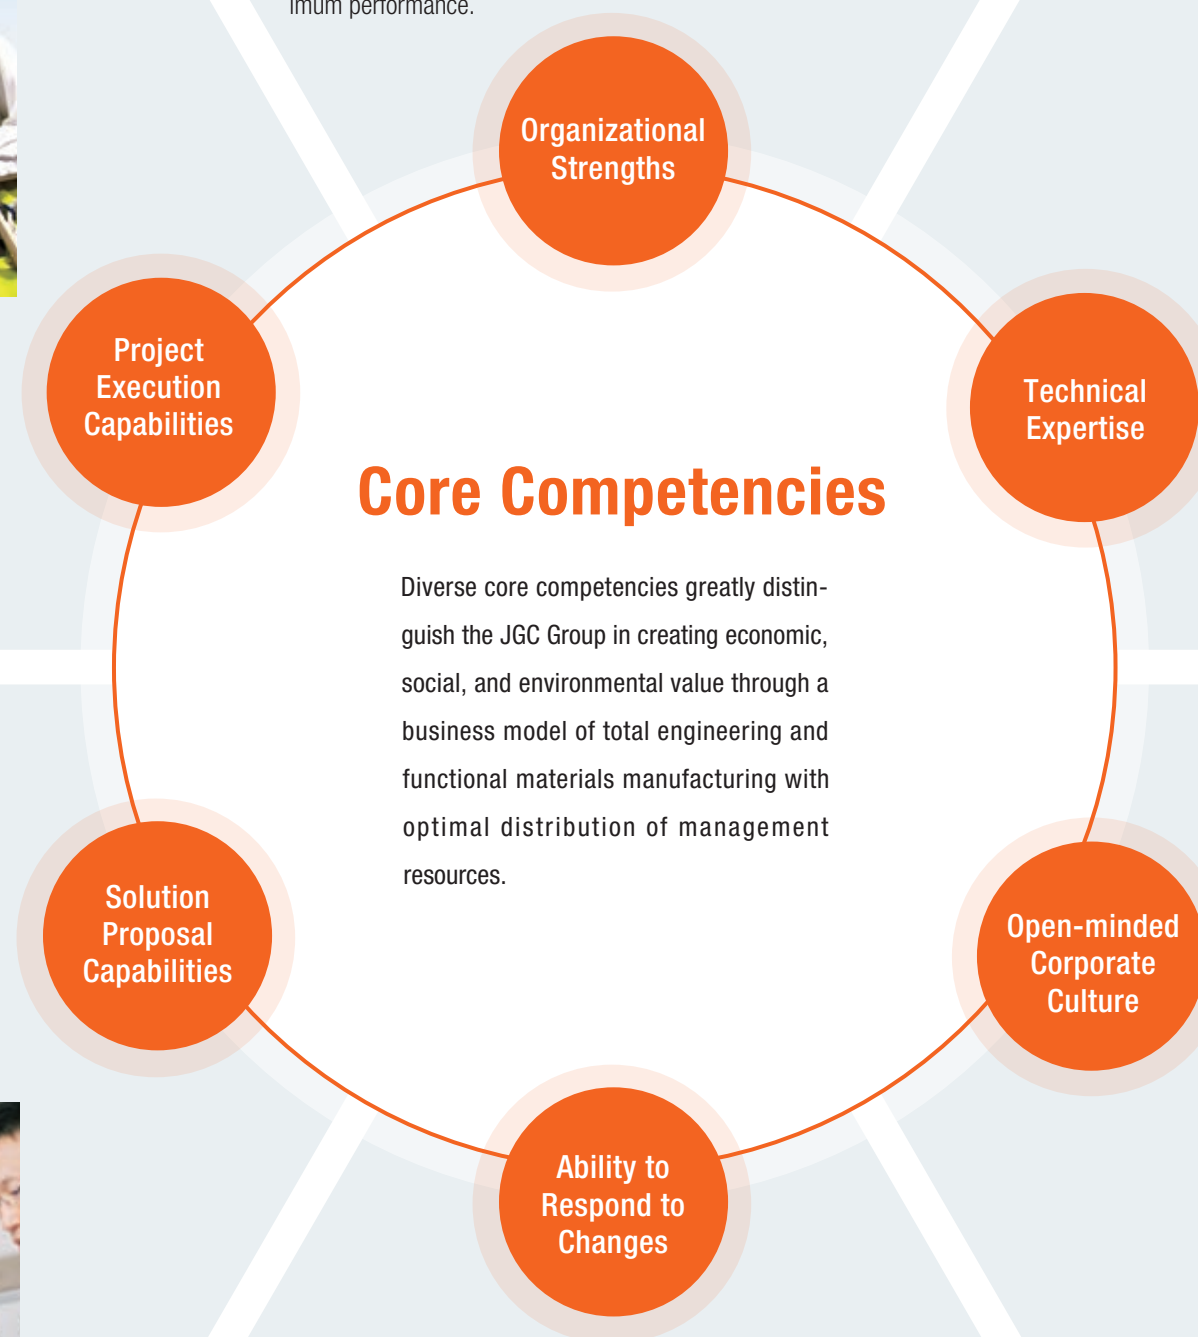 imum performance.
Organizational
Strengths
Project
Execution
Capabilities
Technical
Expertise
Core Competencies
Diverse core competencies greatly distin-
guish the JGC Group in creating economic,
social, and environmental value through a
business model of total engineering and
functional materials manufacturing with
optimal distribution of management
resources.
Solution
Proposal
Capabilities
Open-minded
Corporate
Culture
Ability to
Respond to
Changes